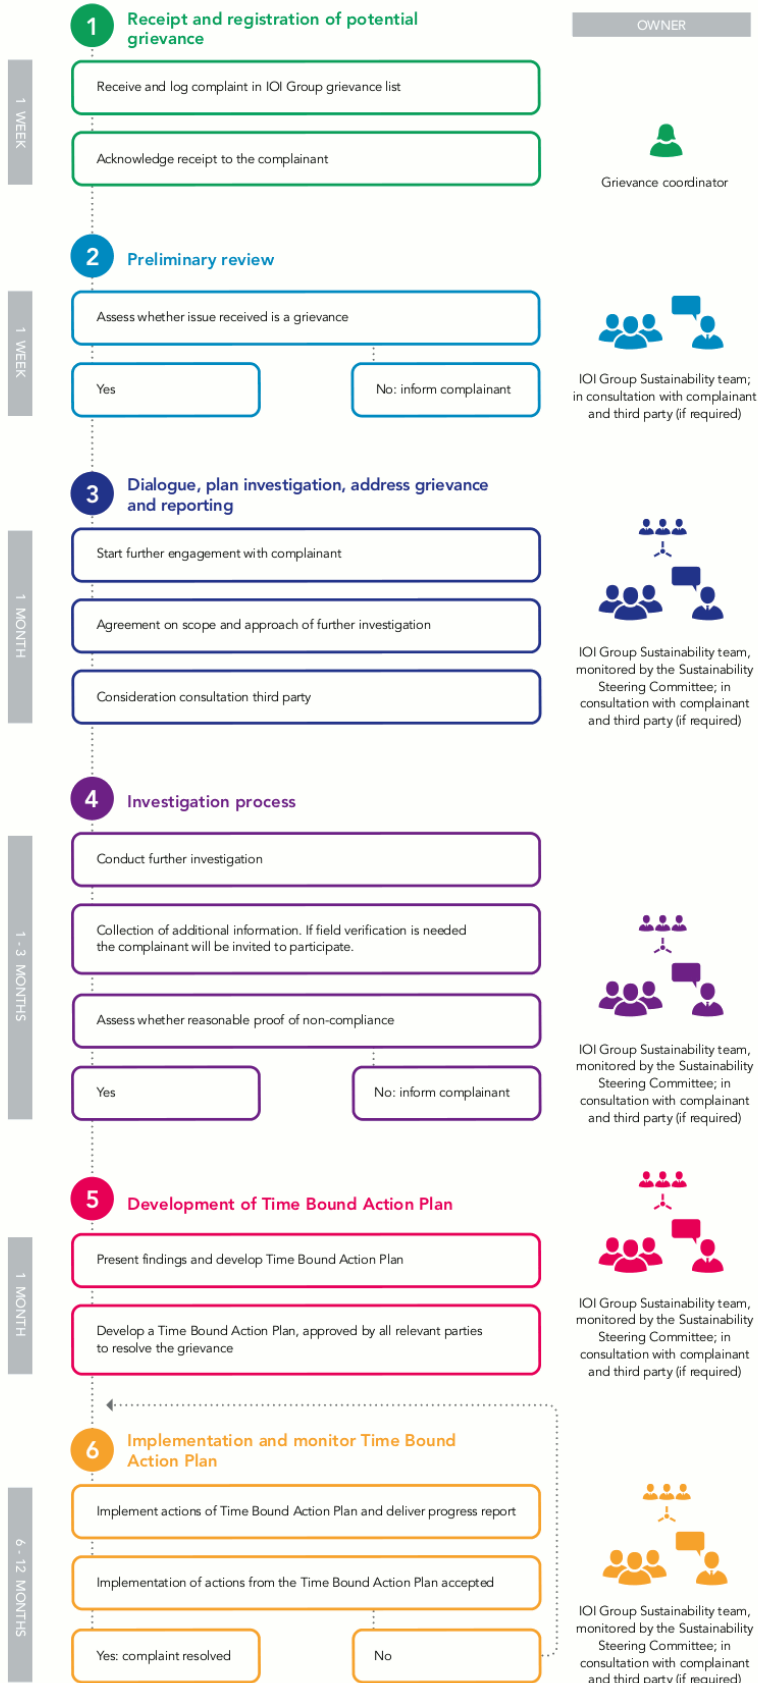 1
Receipt and registration of potential
grievance
OWNER
1 WEEK
Receive and log complaint in IOI Group grievance list
Acknowledge receipt to the complainant
Grievance coordinator
2
Preliminary review
1 WEEK
Assess whether issue received is a grievance
Yes
No: inform complainant
IOI Group Sustainability team;
in consultation with complainant
and third party (if required)
3
Dialogue, plan investigation, address grievance
and reporting
1 MONTH
Start further engagement with complainant
Agreement on scope and approach of further investigation
Consideration consultation third party
IOI Group Sustainability team,
monitored by the Sustainability
Steering Committee; in
consultation with complainant
and third party (if required)
4
Investigation process
1 - 3 MONTHS
Conduct further investigation
Collection of additional information. If field verification is needed
the complainant will be invited to participate.
Assess whether reasonable proof of non-compliance
Yes
No: inform complainant
IOI Group Sustainability team,
monitored by the Sustainability
Steering Committee; in
consultation with complainant
and third party (if required)
5
Development of Time Bound Action Plan
1 MONTH
Present findings and develop Time Bound Action Plan
Develop a Time Bound Action Plan, approved by all relevant parties
to resolve the grievance
IOI Group Sustainability team,
monitored by the Sustainability
Steering Committee; in
consultation with complainant
and third party (if required)
6
Implementation and monitor Time Bound
Action Plan
6 - 12 MONTHS
Implement actions of Time Bound Action Plan and deliver progress report
Implementation of actions from the Time Bound Action Plan accepted
Yes: complaint resolved
No
IOI Group Sustainability team,
monitored by the Sustainability
Steering Committee; in
consultation with complainant
and third party (if required)